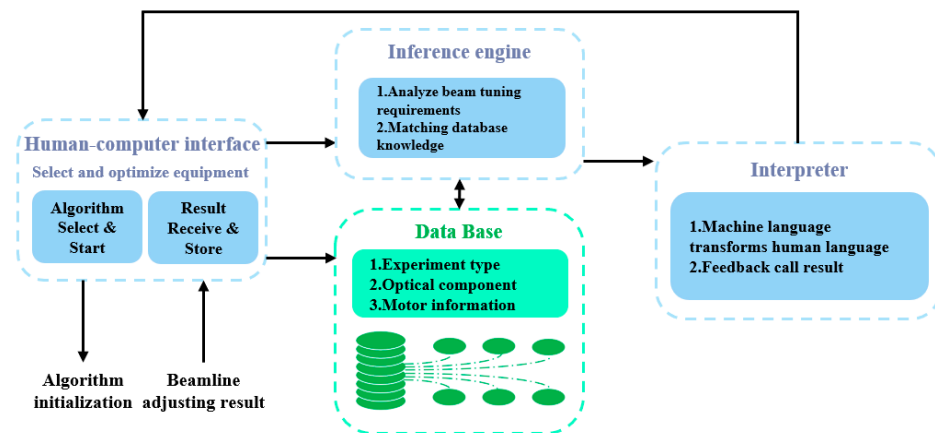 Inference engine
1.Analyze beam tuning
requirements
2.Matching database
knowledge
Human-computer interface
Select and optimize equipment
Algorithm
Select &
Start
Result
Receive &
Store
Interpreter
1.Machine language
transforms human language
2.Feedback call result
Data Base
1.Experiment type
2.Optical component
3.Motor information
Algorithm
initialization
Beamline
adjusting result